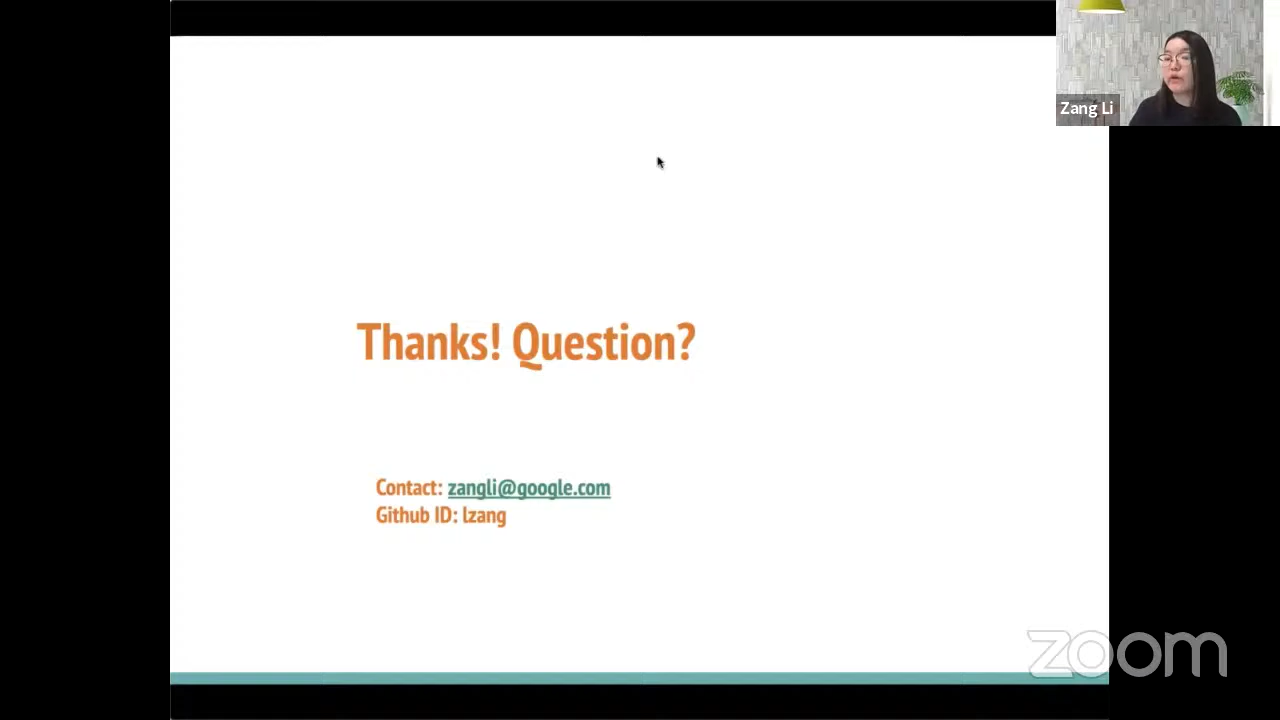 Zang Li
Thanks! Question?
Contact: zangli@google.com
Github ID: lzang
zoom